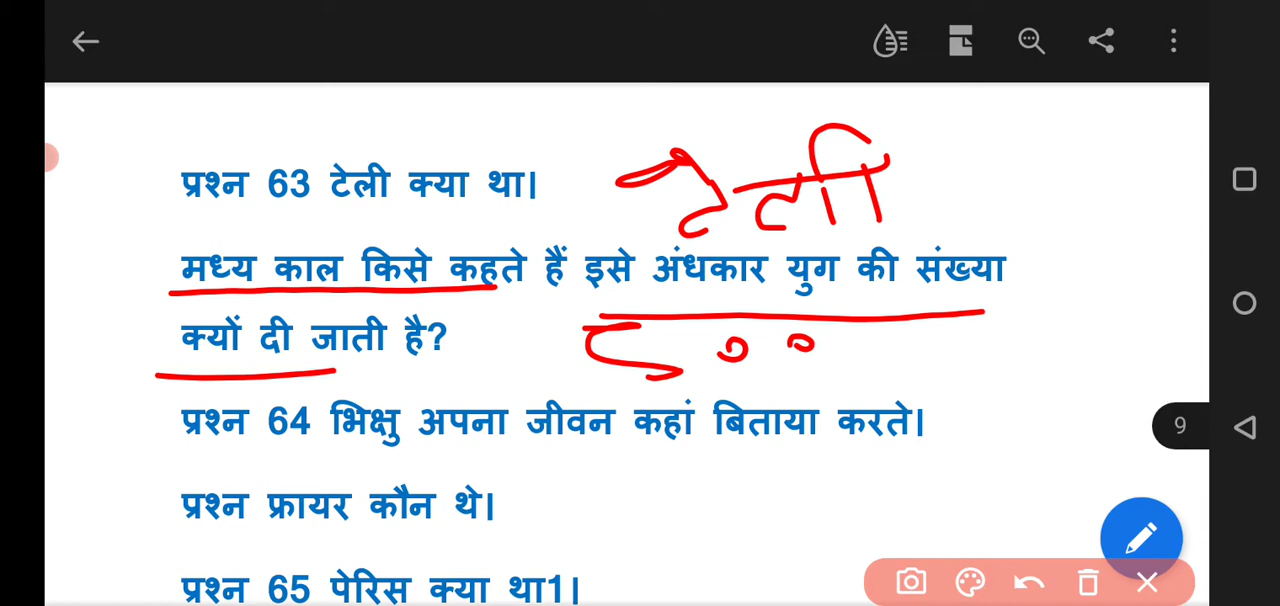 प्रश्न 63 टेली क्या था।
टेली
मध्य काल किसे कहते हैं इसे अंधकार युग की संख्या
क्यों दी जाती है?
प्रश्न 64 भिक्षु अपना जीवन कहां बिताया करते।
प्रश्न फ्रायर कौन थे।
प्रश्न 65 पेरिस क्या था1।
9